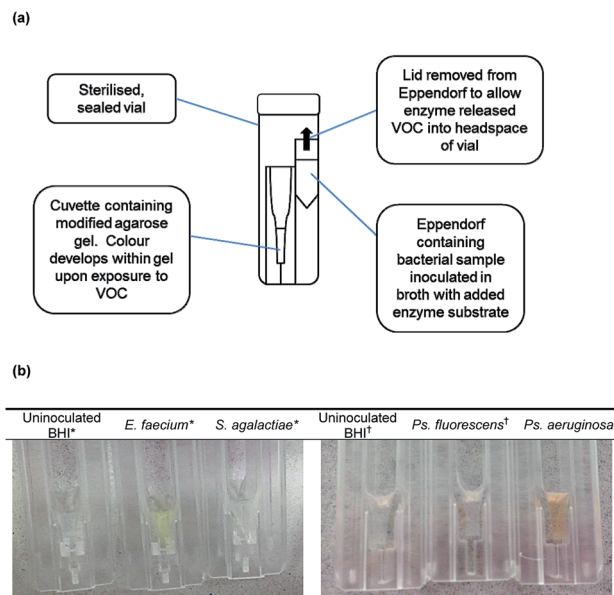 (a)
Sterilised,
sealed vial
Lid removed from
Eppendorf to allow
enzyme released
VOC into headspace
of vial
Cuvette containing
modified agarose
gel. Colour
develops within gel
upon exposure to
VOC
Eppendorf
containing
bacterial sample
inoculated in
broth with added
enzyme substrate
(b)
Uninoculated
BHI*
E. faecium*
S. agalactiae*
Uninoculated
BHI†
Ps. fluorescens†
Ps. aeruginosa